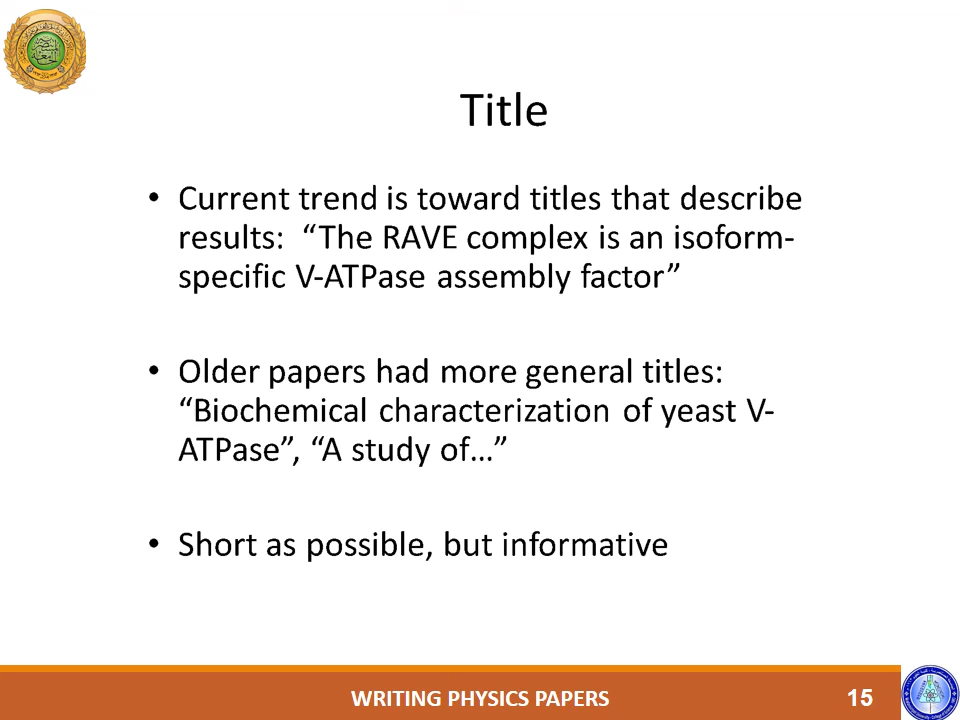 Title
• Current trend is toward titles that describe
results:  “The RAVE complex is an isoform-
specific V-ATPase assembly factor”
• Older papers had more general titles:
“Biochemical characterization of yeast V-
ATPase”, “A study of…”
• Short as possible, but informative
WRITING PHYSICS PAPERS
15